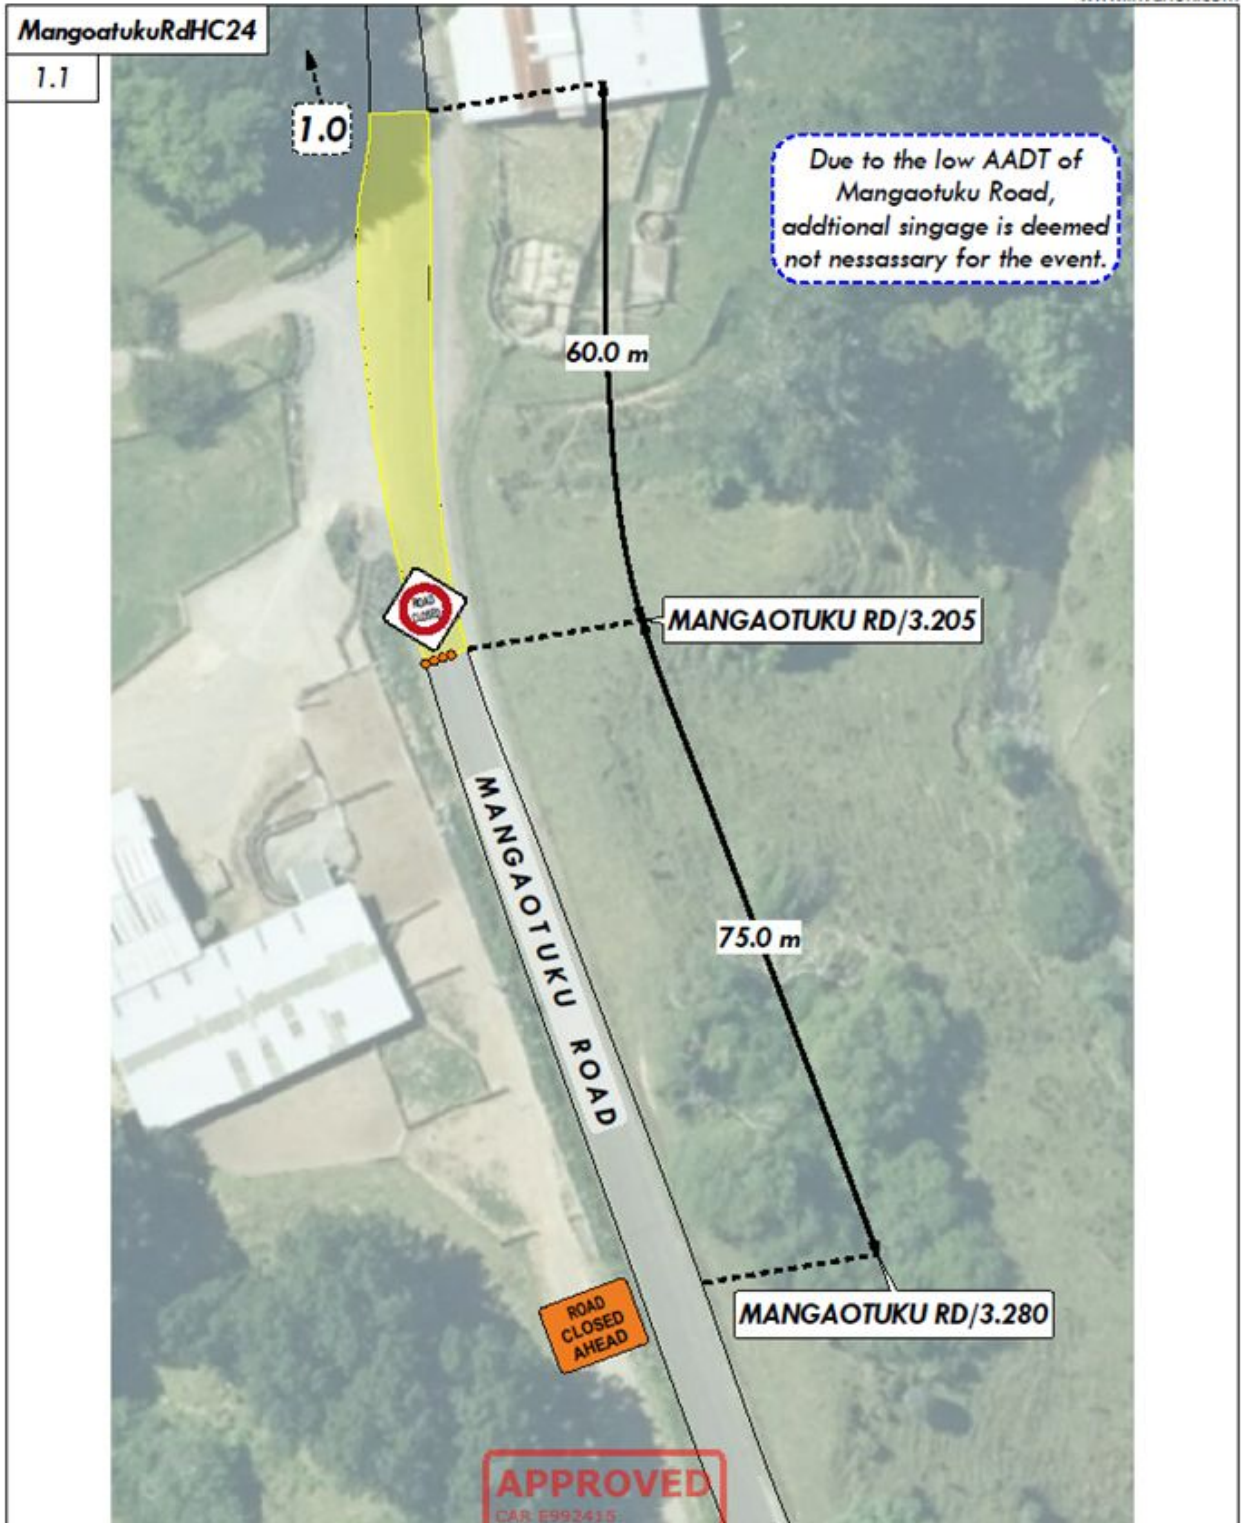 MangoatukuRdHC24
1.1
1.0
Due to the low AADT of
Mangaotuku Road,
addtional singage is deemed
not nessassary for the event.
60.0 m
ROAD
CLOSED
MANGAOTUKU RD/3.205
MANGAOTUKU ROAD
75.0 m
MANGAOTUKU RD/3.280
ROAD
CLOSED
AHEAD
APPROVED
CAR E992415